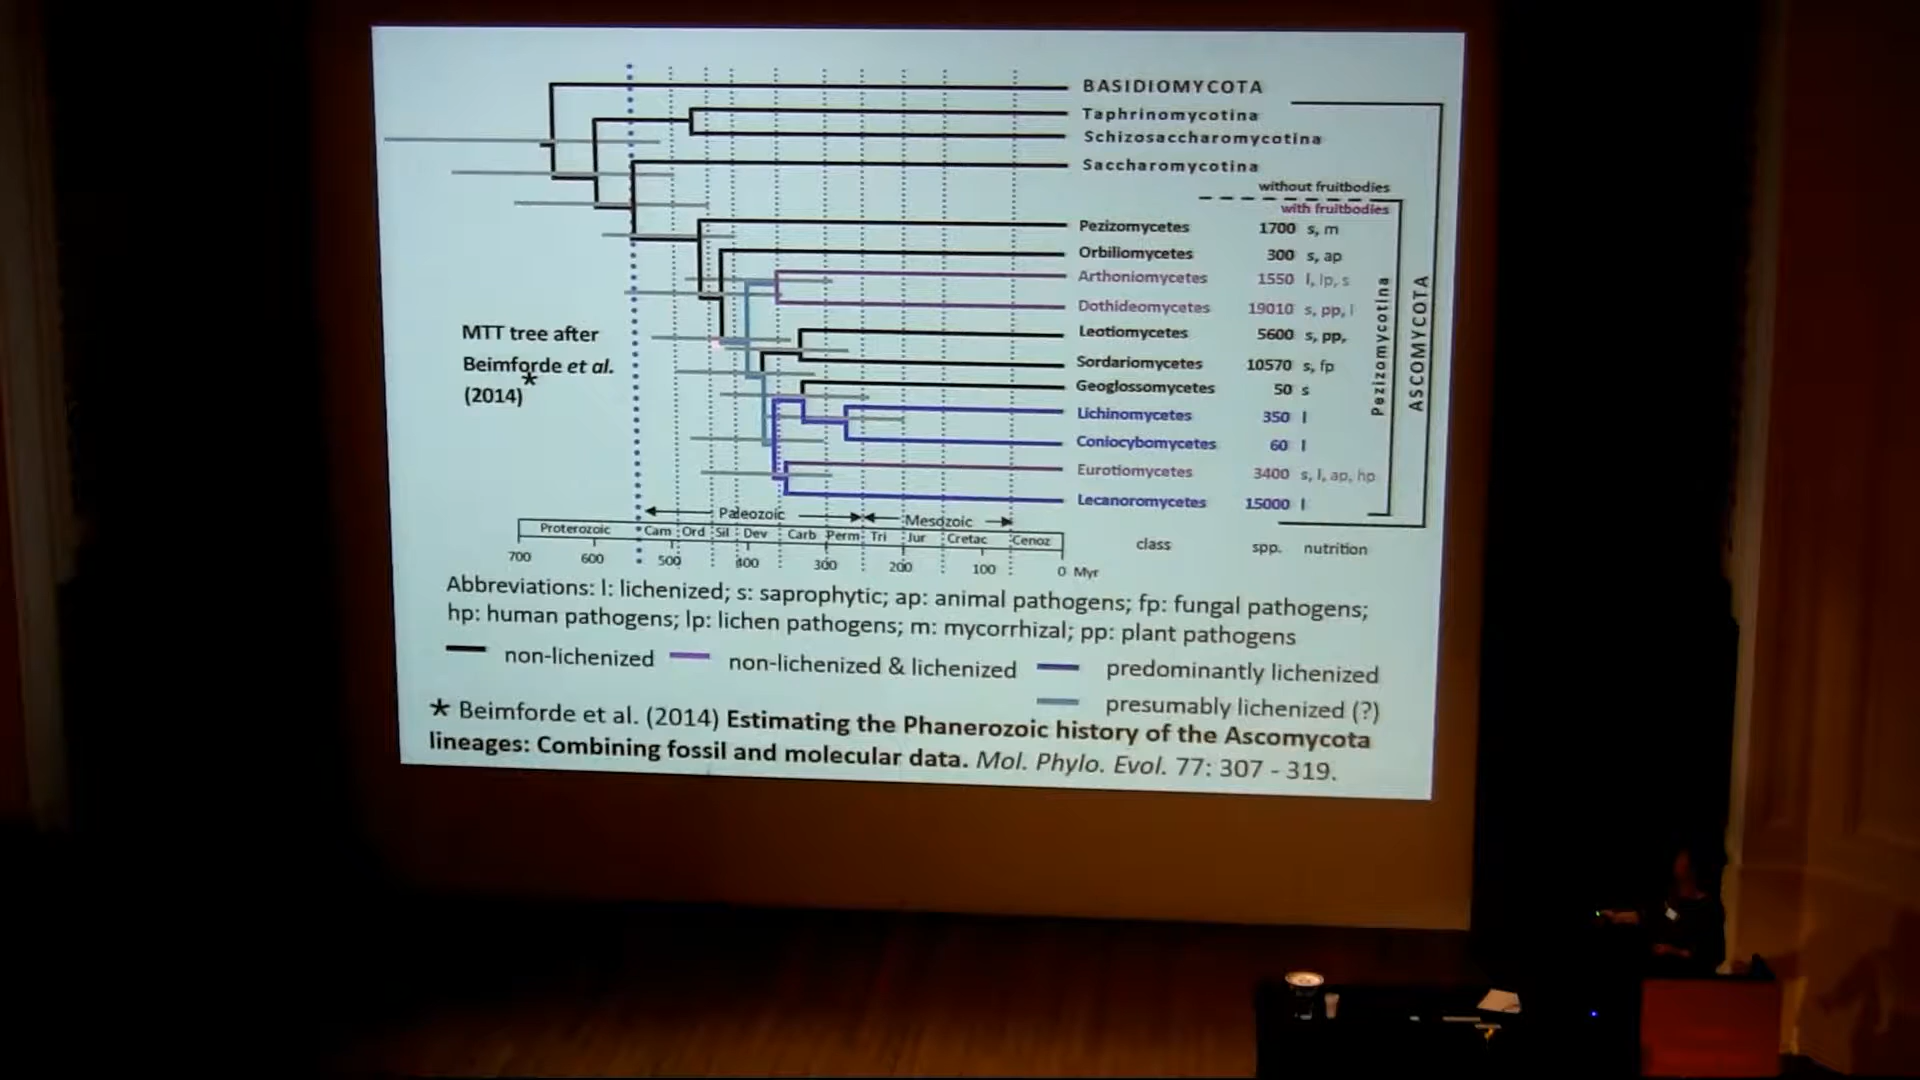 BASIDIOMYCOTA
Taphrinomycotina
Schizosaccharomycotina
Saccharomycotina
without fruitbodies
with fruitbodies
Pezizomycetes 1700 s, m
Orbiliomycetes 300 s, ap
Arthoniomycetes 1550 l, lp, s
Dothideomycetes 19010 s, pp, l
Leotiomycetes 5600 s, pp,
Sordariomycetes 10570 s, fp
Geoglossomycetes 50 s
Lichinomycetes 350 l
Coniocybomycetes 60 l
Eurotiomycetes 3400 s, l, ap, hp
Lecanoromycetes 15000 l
Pezizomycotina
ASCOMYCOTA
MTT tree after
Beimforde et al.
(2014)*
Paleozoic Mesozoic
Proterozoic Cam Ord Sil Dev Carb Perm Tri Jur Cretac Cenoz
class spp. nutrition
700 600 500 400 300 200 100 0 Myr
Abbreviations: l: lichenized; s: saprophytic; ap: animal pathogens; fp: fungal pathogens;
hp: human pathogens; lp: lichen pathogens; m: mycorrhizal; pp: plant pathogens
non-lichenized non-lichenized & lichenized predominantly lichenized
presumably lichenized (?)
* Beimforde et al. (2014) Estimating the Phanerozoic history of the Ascomycota
lineages: Combining fossil and molecular data. Mol. Phylo. Evol. 77: 307 - 319.